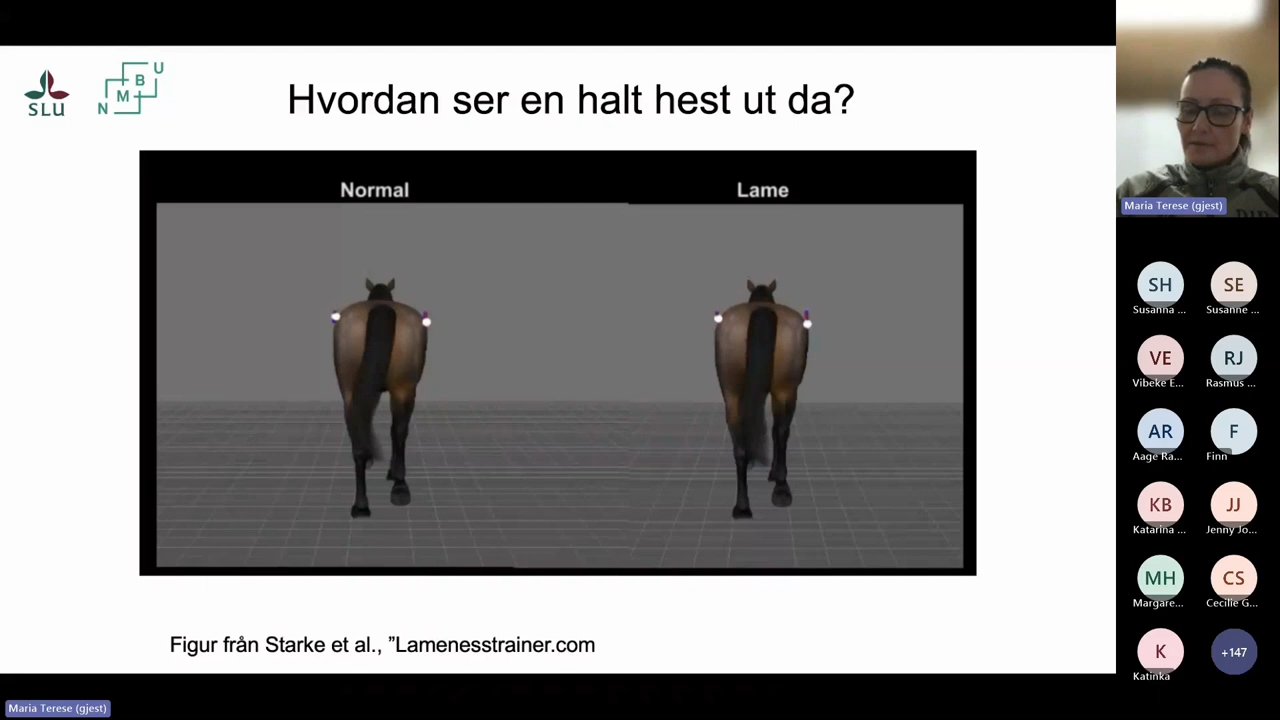 SLU
N
M
B
U
Hvordan ser en halt hest ut da?
Normal
Lame
Figur från Starke et al., ”Lamenesstrainer.com
Maria Terese (gjest)
SH
Susanna ...
SE
Susanne ...
VE
Vibeke E...
RJ
Rasmus ...
AR
Aage Ra...
F
Finn
KB
Katarina ...
JJ
Jenny Jo...
MH
Margare...
CS
Cecilie G...
K
Katinka
+147
Maria Terese (gjest)